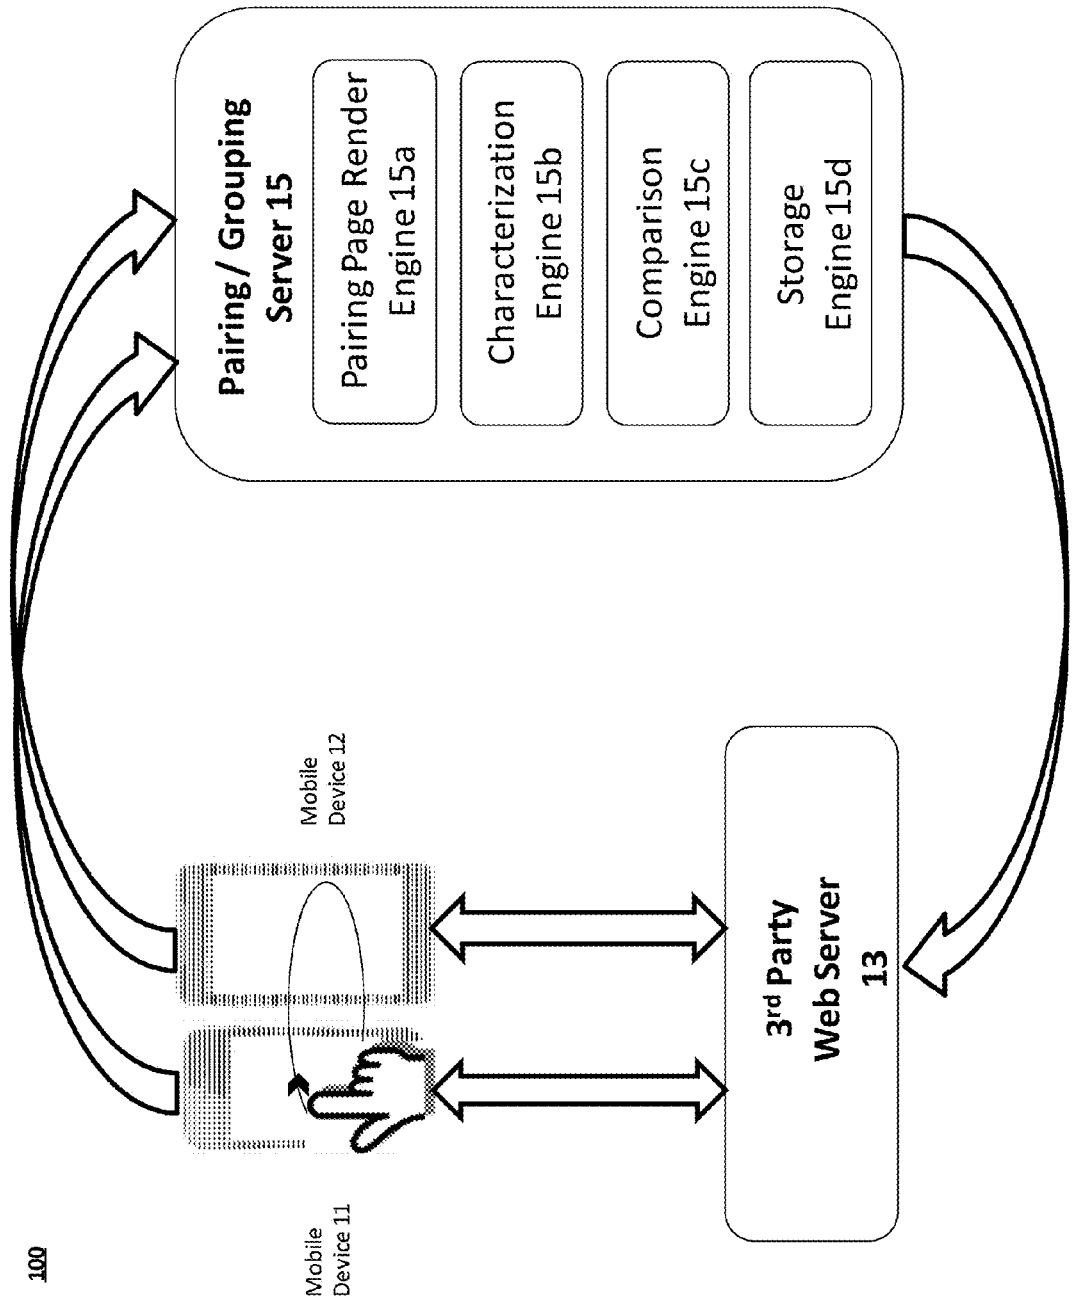 100
Mobile
Device 11
Mobile
Device 12
3rd Party
Web Server
13
Pairing / Grouping
Server 15
Pairing Page Render
Engine 15a
Characterization
Engine 15b
Comparison
Engine 15c
Storage
Engine 15d